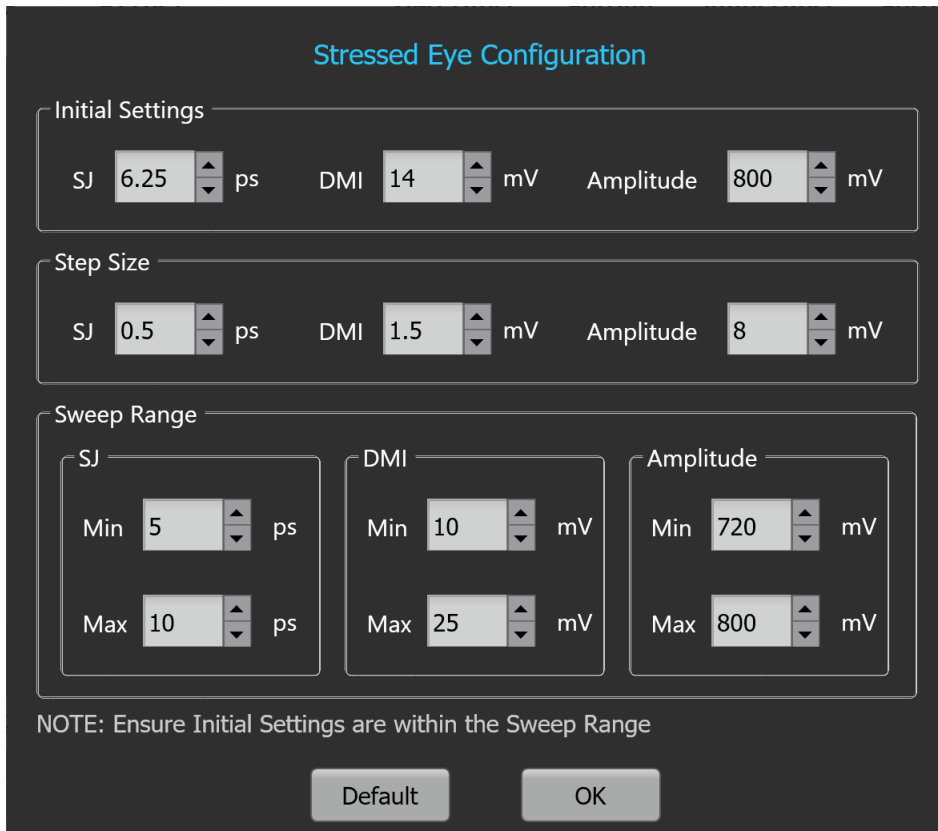 Stressed Eye Configuration
Initial Settings
SJ 6.25 ps DMI 14 mV Amplitude 800 mV
Step Size
SJ 0.5 ps DMI 1.5 mV Amplitude 8 mV
Sweep Range
SJ DMI Amplitude
Min 5 ps Min 10 mV Min 720 mV
Max 10 ps Max 25 mV Max 800 mV
NOTE: Ensure Initial Settings are within the Sweep Range
Default OK